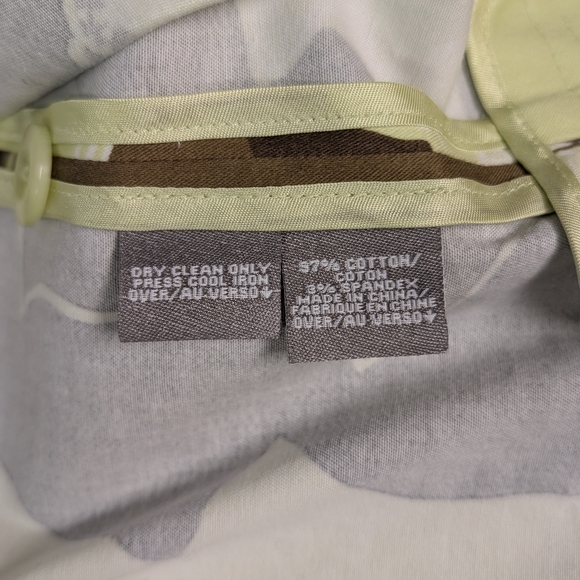 DRY CLEAN ONLY
PRESS COOL IRON
OVER/AU VERSO↓
97% COTTON/
COTON
3% SPANDEX
MADE IN CHINA/
FABRIQUE EN CHINE
OVER/AU VERSO↓